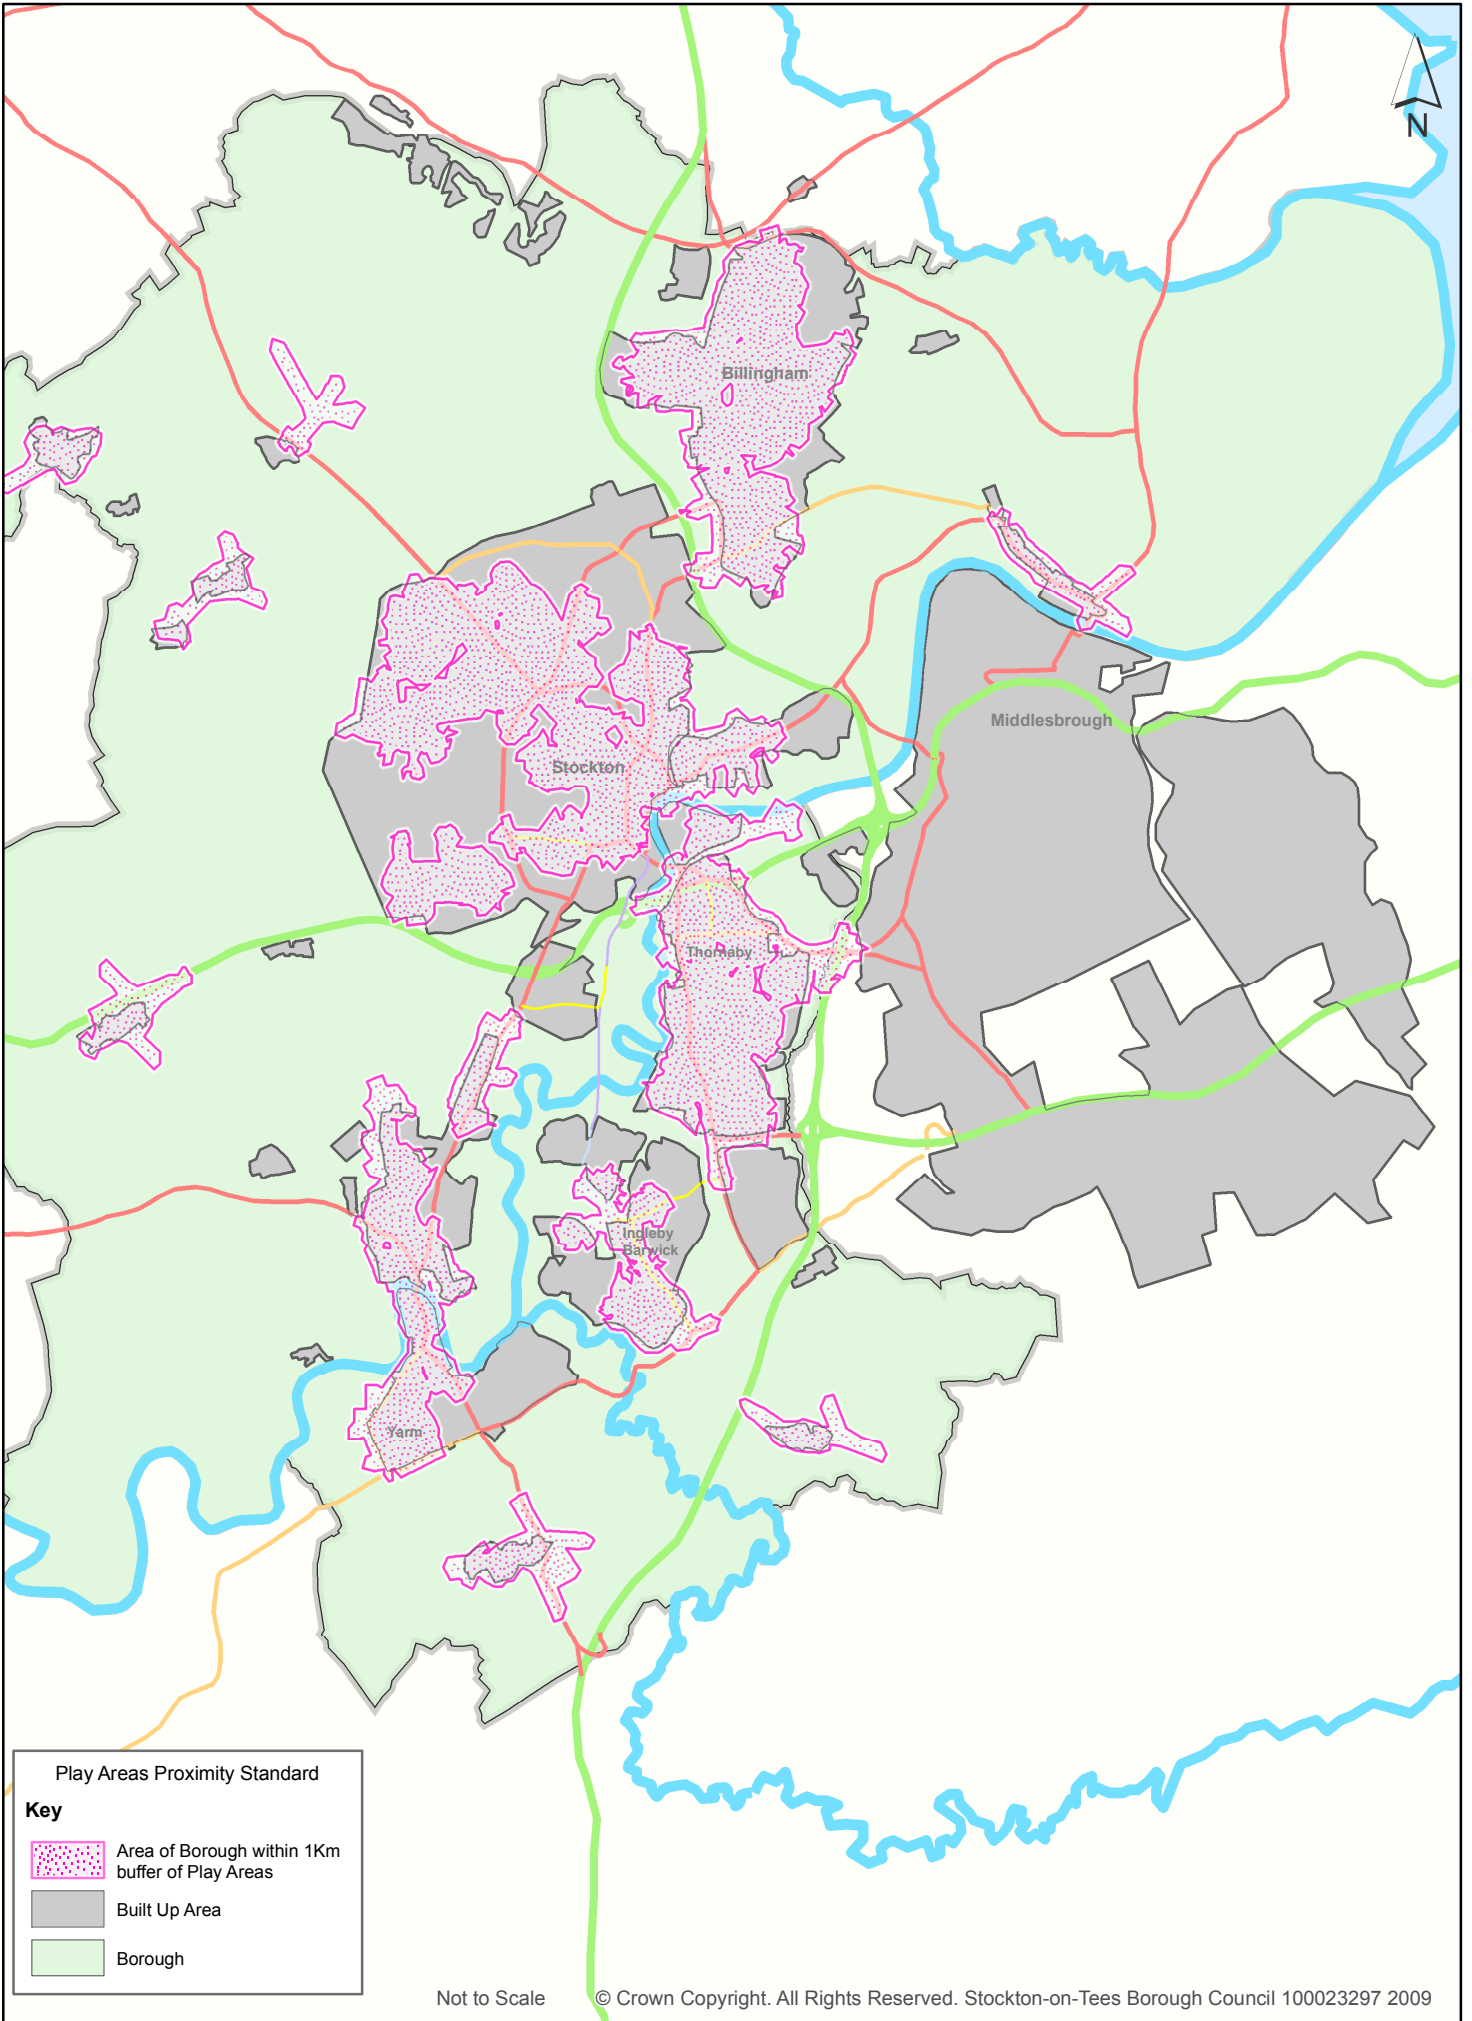 N
Billingham
Middlesbrough
Stockton
Thornaby
Ingleby
Barwick
Yarm
Play Areas Proximity Standard
Key
Area of Borough within 1Km
buffer of Play Areas
Built Up Area
Borough
Not to Scale
© Crown Copyright. All Rights Reserved. Stockton-on-Tees Borough Council 100023297 2009